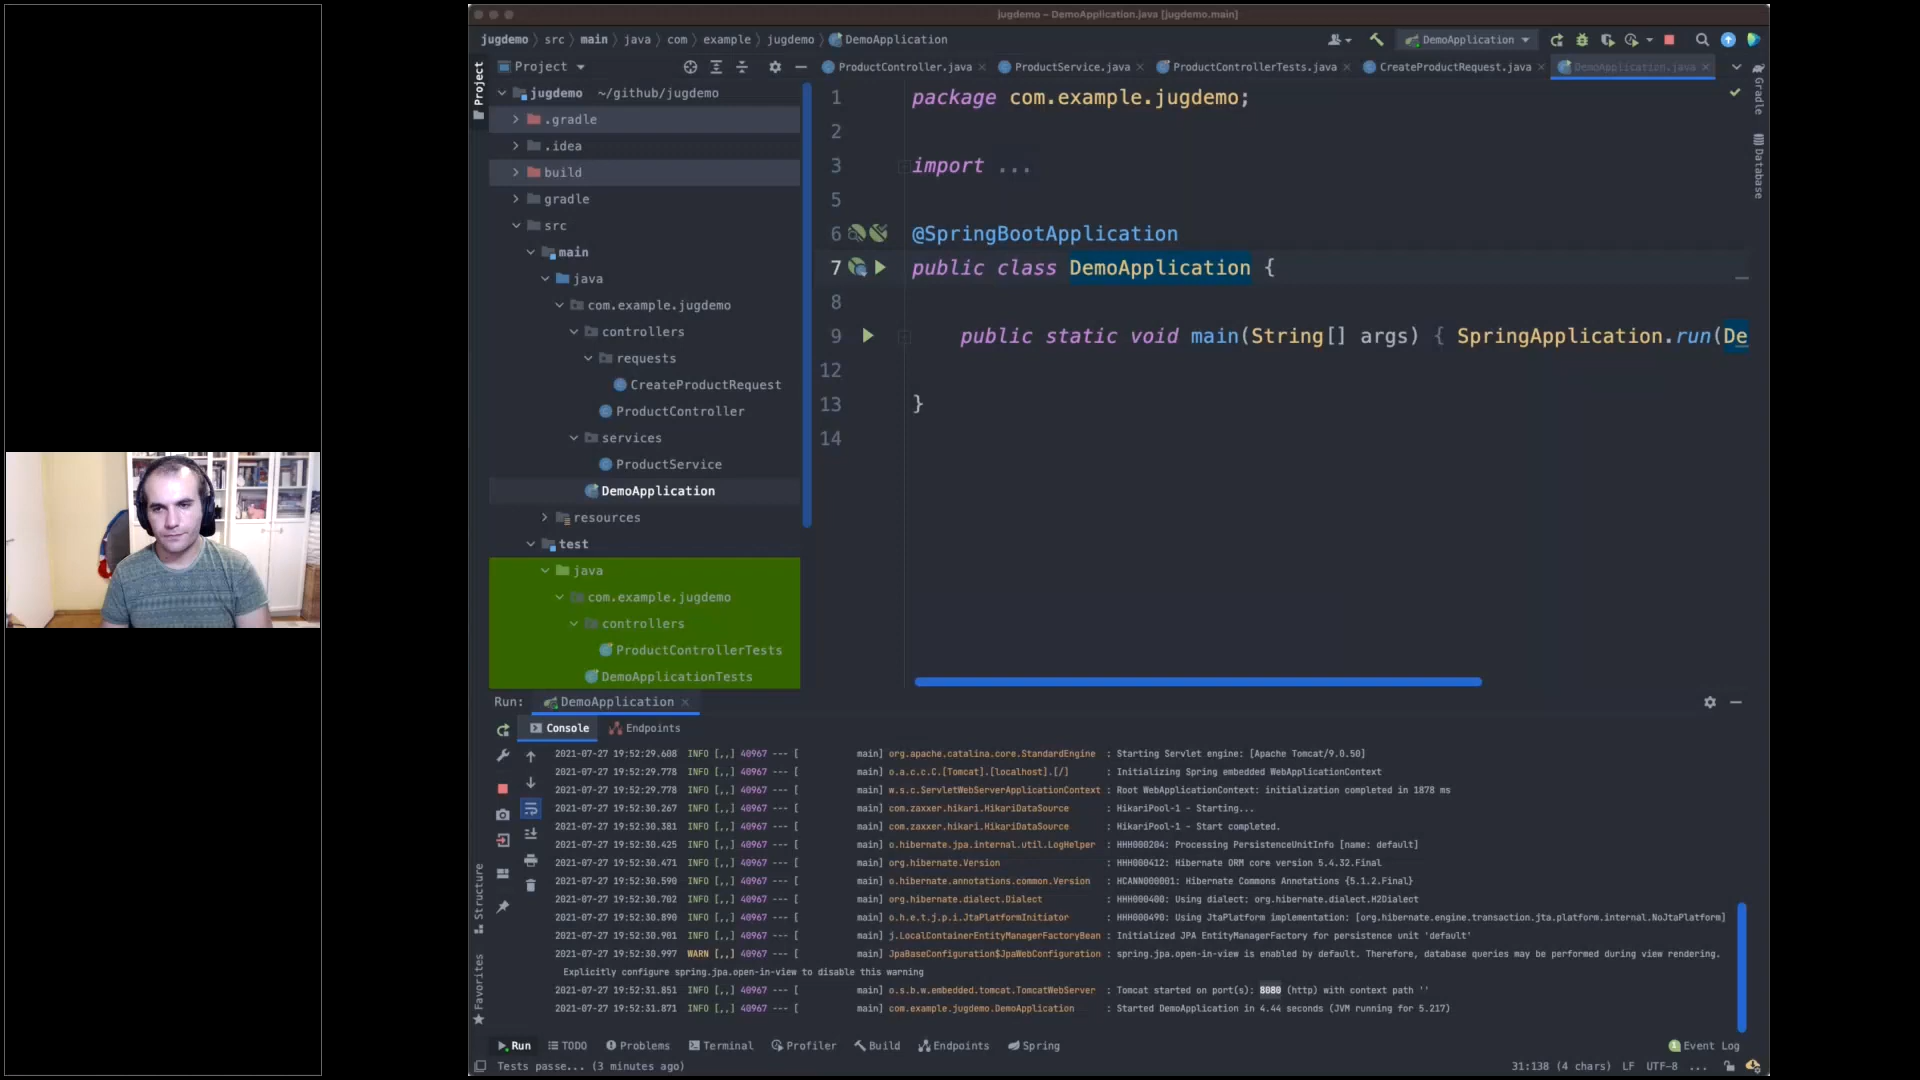 jugdemo – DemoApplication.java [jugdemo.main]
jugdemo src main java com example jugdemo DemoApplication
DemoApplication
Project
ProductController.java ProductService.java ProductControllerTests.java CreateProductRequest.java DemoApplication.java
Project
Gradle
Database
jugdemo ~/github/jugdemo
.gradle
.idea
build
gradle
src
main
java
com.example.jugdemo
controllers
requests
CreateProductRequest
ProductController
services
ProductService
DemoApplication
resources
test
java
com.example.jugdemo
controllers
ProductControllerTests
DemoApplicationTests
1 package com.example.jugdemo;
2
3 import ...
5
6 @SpringBootApplication
7 public class DemoApplication {
8
9 public static void main(String[] args) { SpringApplication.run(De
12
13 }
14
Run: DemoApplication
Console Endpoints
2021-07-27 19:52:29.608 INFO [,,] 40967 --- [ main] org.apache.catalina.core.StandardEngine : Starting Servlet engine: [Apache Tomcat/9.0.50]
2021-07-27 19:52:29.778 INFO [,,] 40967 --- [ main] o.a.c.c.C.[Tomcat].[localhost].[/] : Initializing Spring embedded WebApplicationContext
2021-07-27 19:52:29.778 INFO [,,] 40967 --- [ main] w.s.c.ServletWebServerApplicationContext : Root WebApplicationContext: initialization completed in 1878 ms
2021-07-27 19:52:30.267 INFO [,,] 40967 --- [ main] com.zaxxer.hikari.HikariDataSource : HikariPool-1 - Starting...
2021-07-27 19:52:30.381 INFO [,,] 40967 --- [ main] com.zaxxer.hikari.HikariDataSource : HikariPool-1 - Start completed.
2021-07-27 19:52:30.425 INFO [,,] 40967 --- [ main] o.hibernate.jpa.internal.util.LogHelper : HHH000204: Processing PersistenceUnitInfo [name: default]
2021-07-27 19:52:30.471 INFO [,,] 40967 --- [ main] org.hibernate.Version : HHH000412: Hibernate ORM core version 5.4.32.Final
2021-07-27 19:52:30.590 INFO [,,] 40967 --- [ main] o.hibernate.annotations.common.Version : HCANN000001: Hibernate Commons Annotations {5.1.2.Final}
2021-07-27 19:52:30.702 INFO [,,] 40967 --- [ main] org.hibernate.dialect.Dialect : HHH000400: Using dialect: org.hibernate.dialect.H2Dialect
2021-07-27 19:52:30.890 INFO [,,] 40967 --- [ main] o.h.e.t.j.p.i.JtaPlatformInitiator : HHH000490: Using JtaPlatform implementation: [org.hibernate.engine.transaction.jta.platform.internal.NoJtaPlatform]
2021-07-27 19:52:30.901 INFO [,,] 40967 --- [ main] j.LocalContainerEntityManagerFactoryBean : Initialized JPA EntityManagerFactory for persistence unit 'default'
2021-07-27 19:52:30.997 WARN [,,] 40967 --- [ main] JpaBaseConfiguration$JpaWebConfiguration : spring.jpa.open-in-view is enabled by default. Therefore, database queries may be performed during view rendering.
Explicitly configure spring.jpa.open-in-view to disable this warning
2021-07-27 19:52:31.851 INFO [,,] 40967 --- [ main] o.s.b.w.embedded.tomcat.TomcatWebServer : Tomcat started on port(s): 8080 (http) with context path ''
2021-07-27 19:52:31.871 INFO [,,] 40967 --- [ main] com.example.jugdemo.DemoApplication : Started DemoApplication in 4.44 seconds (JVM running for 5.217)
Structure
Favorites
Run TODO Problems Terminal Profiler Build Endpoints Spring Event Log
Tests passe... (3 minutes ago) 31:138 (4 chars) LF UTF-8 ...